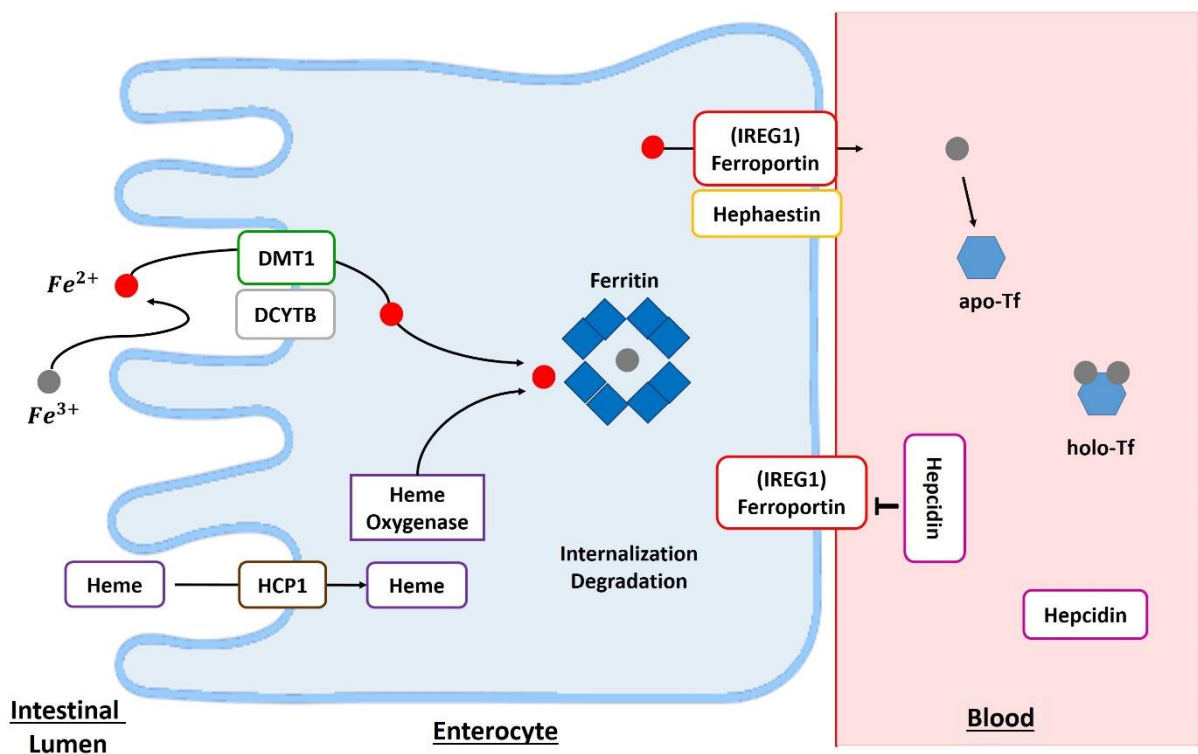 (IREG1)
Ferroportin
Hephaestin
DMT1
DCYTB
Fe²⁺
Fe³⁺
Ferritin
apo-Tf
holo-Tf
Heme
Oxygenase
(IREG1)
Ferroportin
Hepcidin
Internalization
Degradation
Heme
HCP1
Heme
Hepcidin
Intestinal
Lumen
Enterocyte
Blood